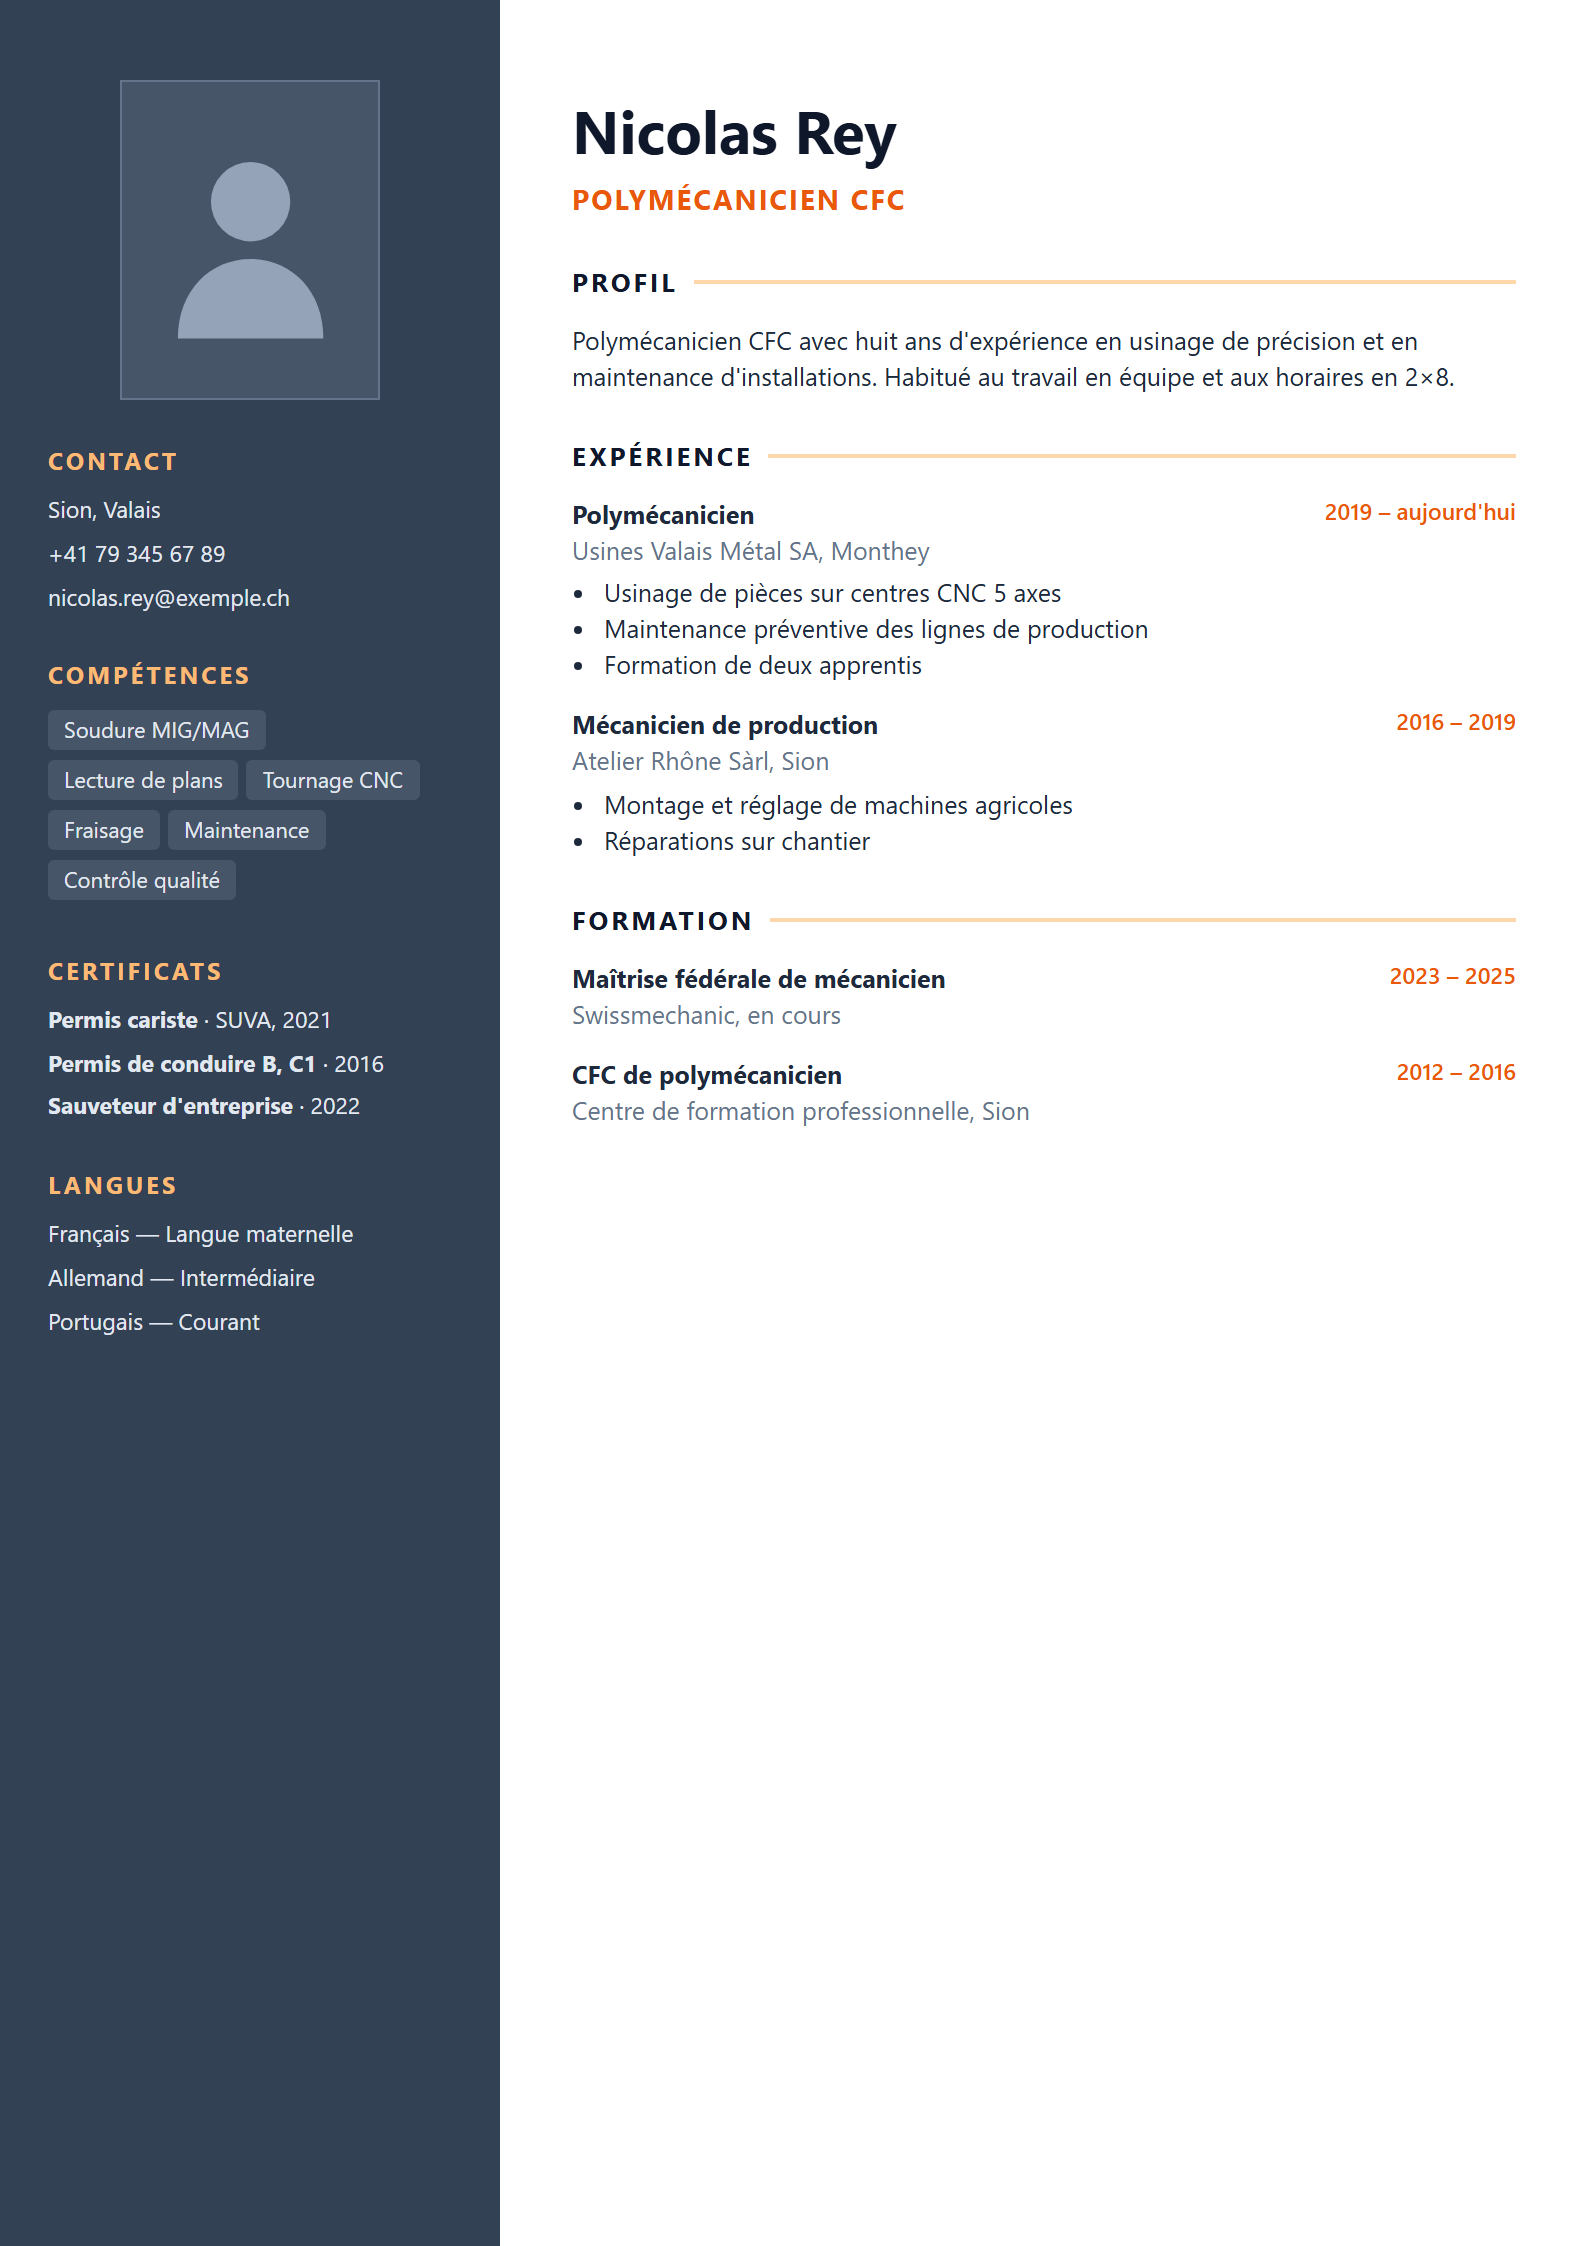 CONTACT
Sion, Valais
+41 79 345 67 89
nicolas.rey@exemple.ch
COMPÉTENCES
Soudure MIG/MAG
Lecture de plans Tournage CNC
Fraisage Maintenance
Contrôle qualité
CERTIFICATS
Permis cariste · SUVA, 2021
Permis de conduire B, C1 · 2016
Sauveteur d'entreprise · 2022
LANGUES
Français — Langue maternelle
Allemand — Intermédiaire
Portugais — Courant
Nicolas Rey
POLYMÉCANICIEN CFC
PROFIL
Polymécanicien CFC avec huit ans d'expérience en usinage de précision et en
maintenance d'installations. Habitué au travail en équipe et aux horaires en 2×8.
EXPÉRIENCE
Polymécanicien 2019 – aujourd'hui
Usines Valais Métal SA, Monthey
• Usinage de pièces sur centres CNC 5 axes
• Maintenance préventive des lignes de production
• Formation de deux apprentis
Mécanicien de production 2016 – 2019
Atelier Rhône Sàrl, Sion
• Montage et réglage de machines agricoles
• Réparations sur chantier
FORMATION
Maîtrise fédérale de mécanicien 2023 – 2025
Swissmechanic, en cours
CFC de polymécanicien 2012 – 2016
Centre de formation professionnelle, Sion